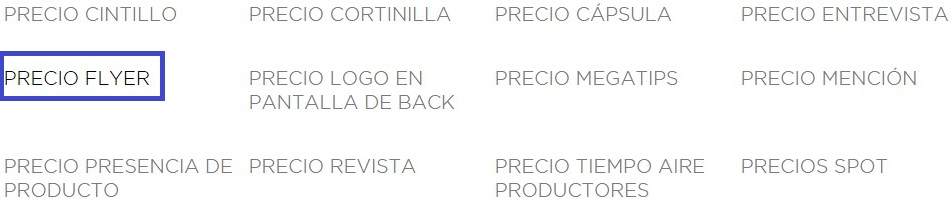 PRECIO CINTILLO
PRECIO CORTINILLA
PRECIO CÁPSULA
PRECIO ENTREVISTA
PRECIO FLYER
PRECIO LOGO EN
PANTALLA DE BACK
PRECIO MEGATIPS
PRECIO MENCIÓN
PRECIO PRESENCIA DE
PRODUCTO
PRECIO REVISTA
PRECIO TIEMPO AIRE
PRODUCTORES
PRECIOS SPOT